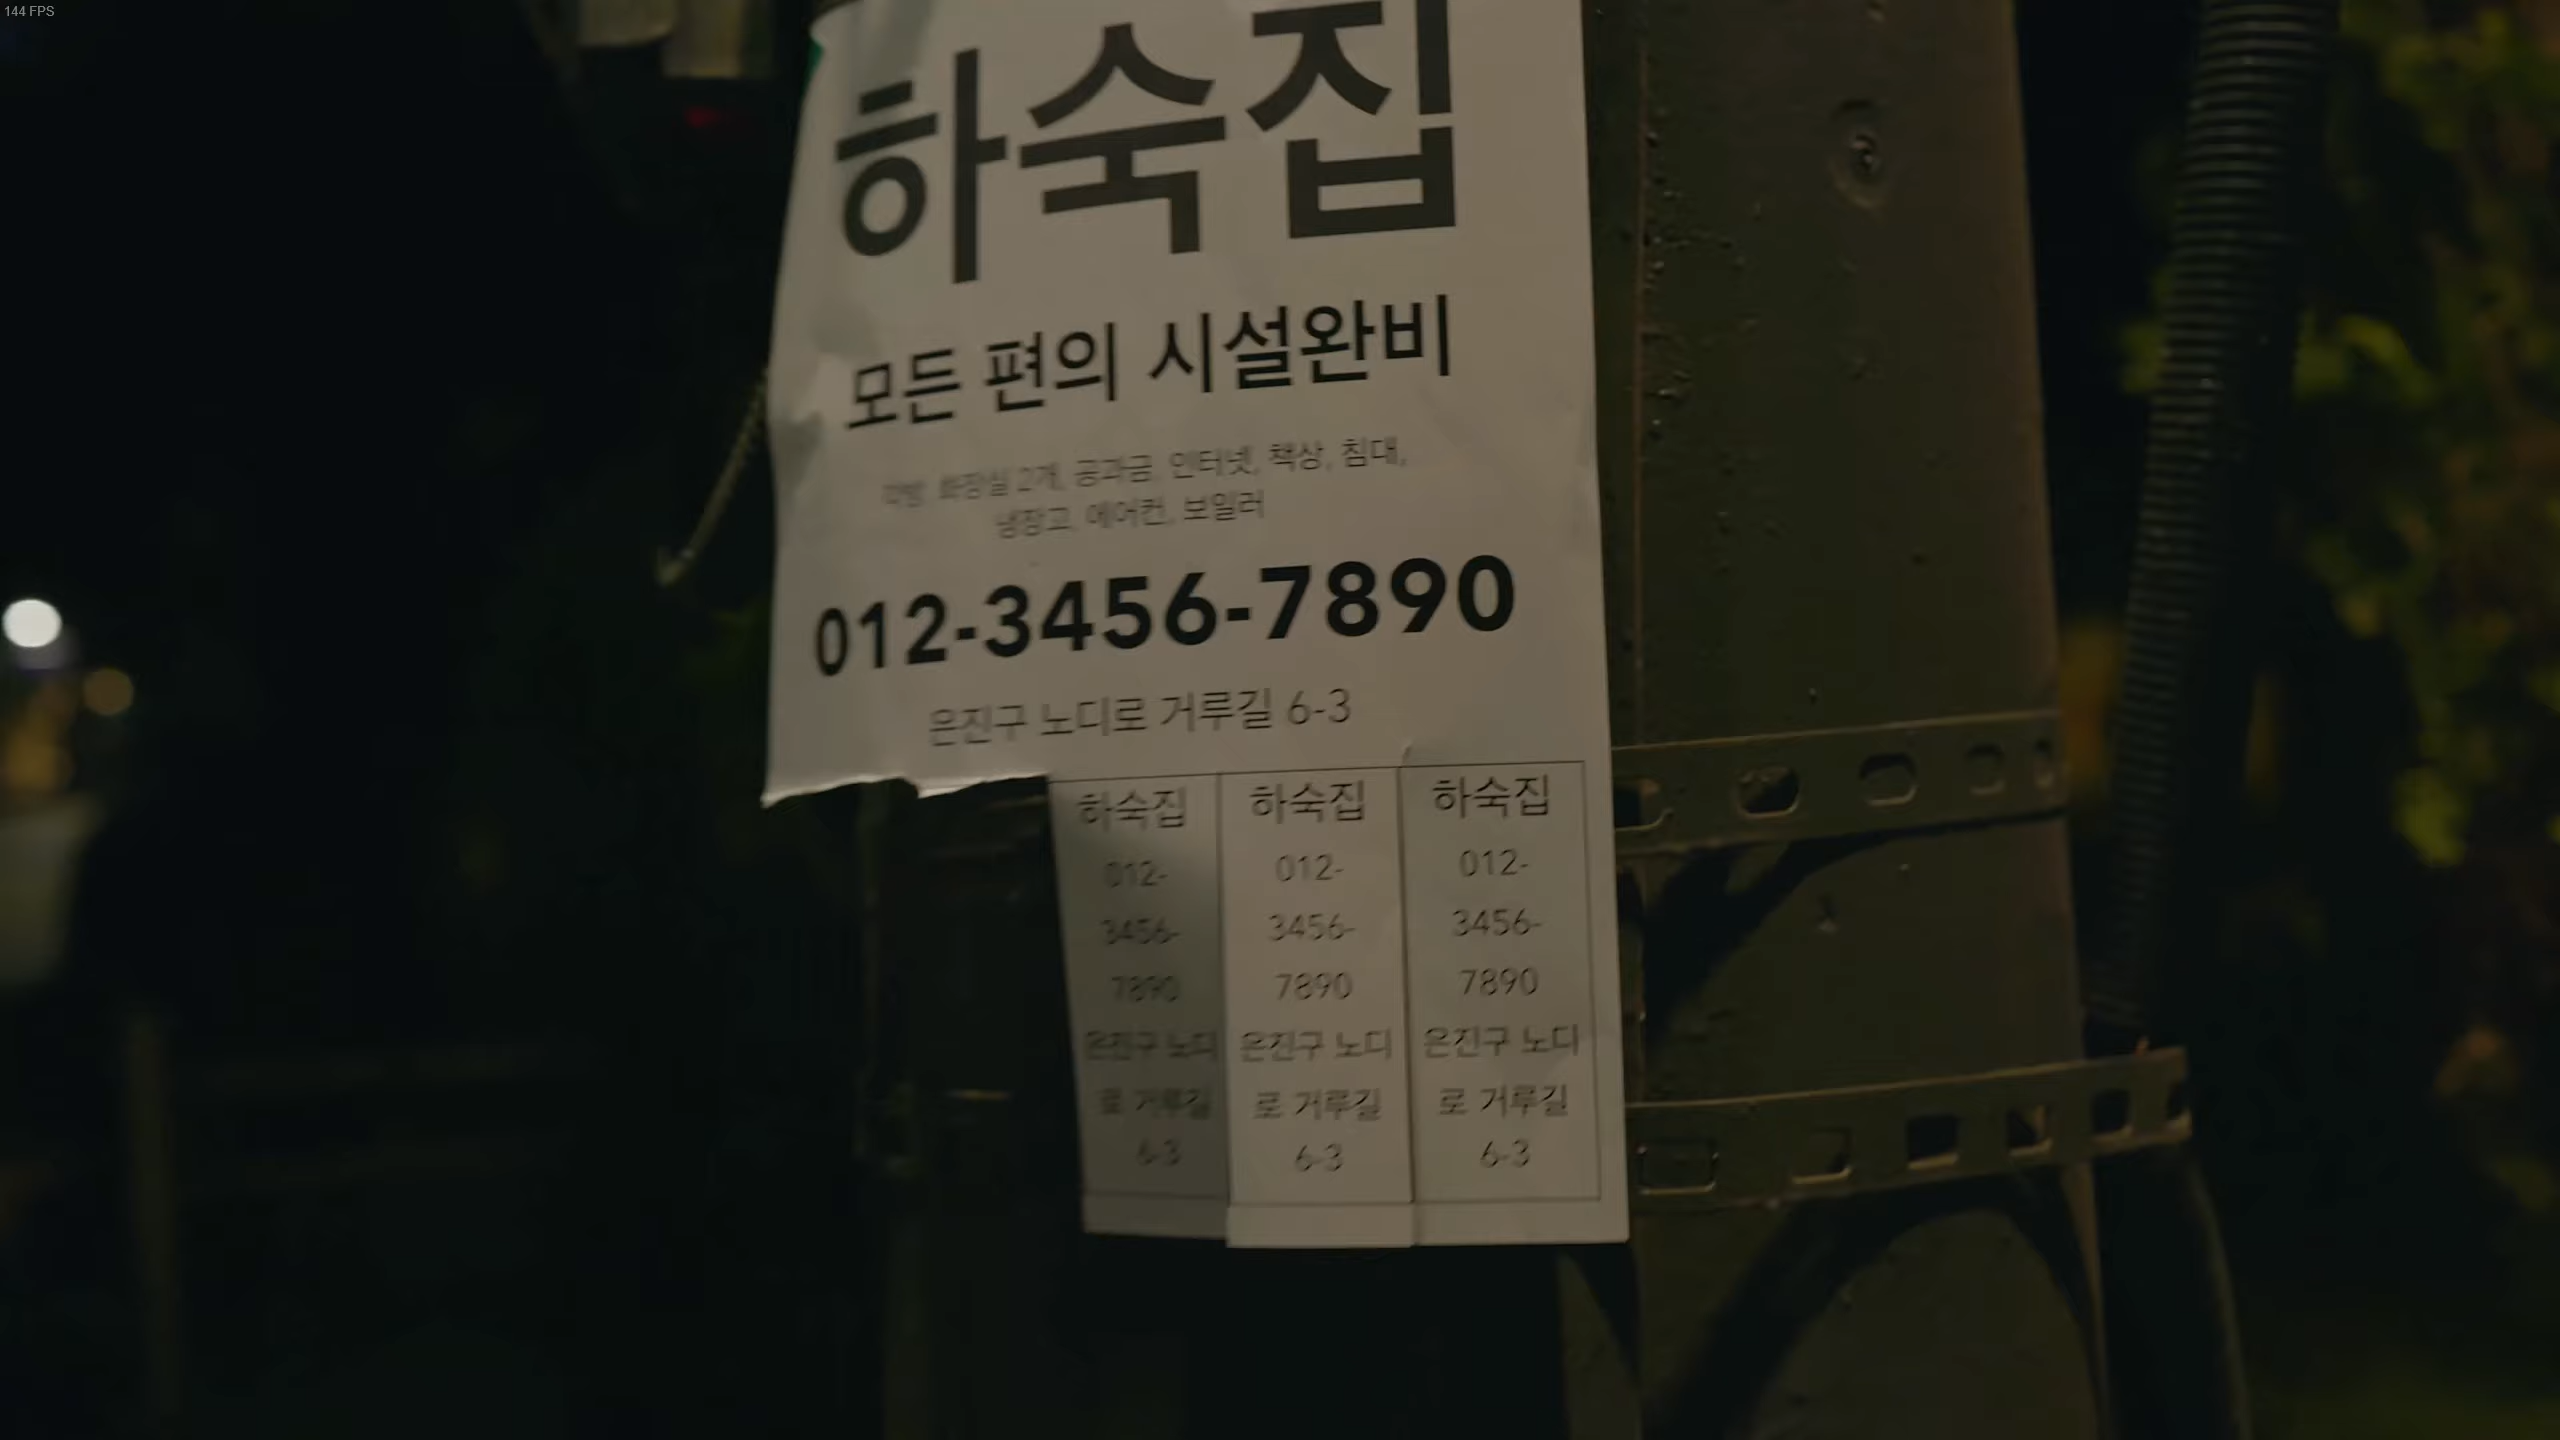 144 FPS
하숙집
모든 편의 시설완비
각방, 화장실 2개, 공과금, 인터넷, 책상, 침대,
냉장고, 에어컨, 보일러
012-3456-7890
은진구 노디로 거루길 6-3
하숙집
012-
3456-
7890
은진구 노디
로 거루길
6-3
하숙집
012-
3456-
7890
은진구 노디
로 거루길
6-3
하숙집
012-
3456-
7890
은진구 노디
로 거루길
6-3